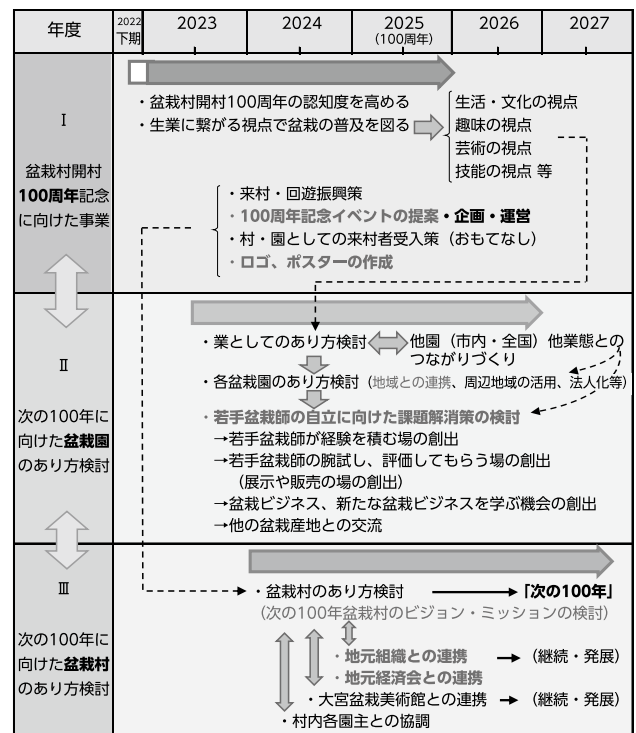 年度
2022
下期
2023
2024
2025
(100周年)
2026
2027
Ⅰ
盆栽村開村
100周年記念
に向けた事業
・盆栽村開村100周年の認知度を高める
・生業に繋がる視点で盆栽の普及を図る
生活・文化の視点
趣味の視点
芸術の視点
技能の視点 等
・来村・回遊振興策
・100周年記念イベントの提案・企画・運営
・村・園としての来村者受入策（おもてなし）
・ロゴ、ポスターの作成
Ⅱ
次の100年に
向けた盆栽園
のあり方検討
・業としてのあり方検討
他園（市内・全国）他業態との
つながりづくり
・各盆栽園のあり方検討（地域との連携、周辺地域の活用、法人化等）
・若手盆栽師の自立に向けた課題解消策の検討
→若手盆栽師が経験を積む場の創出
→若手盆栽師の腕試し、評価してもらう場の創出
（展示や販売の場の創出）
→盆栽ビジネス、新たな盆栽ビジネスを学ぶ機会の創出
→他の盆栽産地との交流
Ⅲ
次の100年に
向けた盆栽村
のあり方検討
・盆栽村のあり方検討 → 「次の100年」
（次の100年盆栽村のビジョン・ミッションの検討）
・地元組織との連携 → （継続・発展）
・地元経済会との連携
・大宮盆栽美術館との連携 → （継続・発展）
・村内各園主との協調